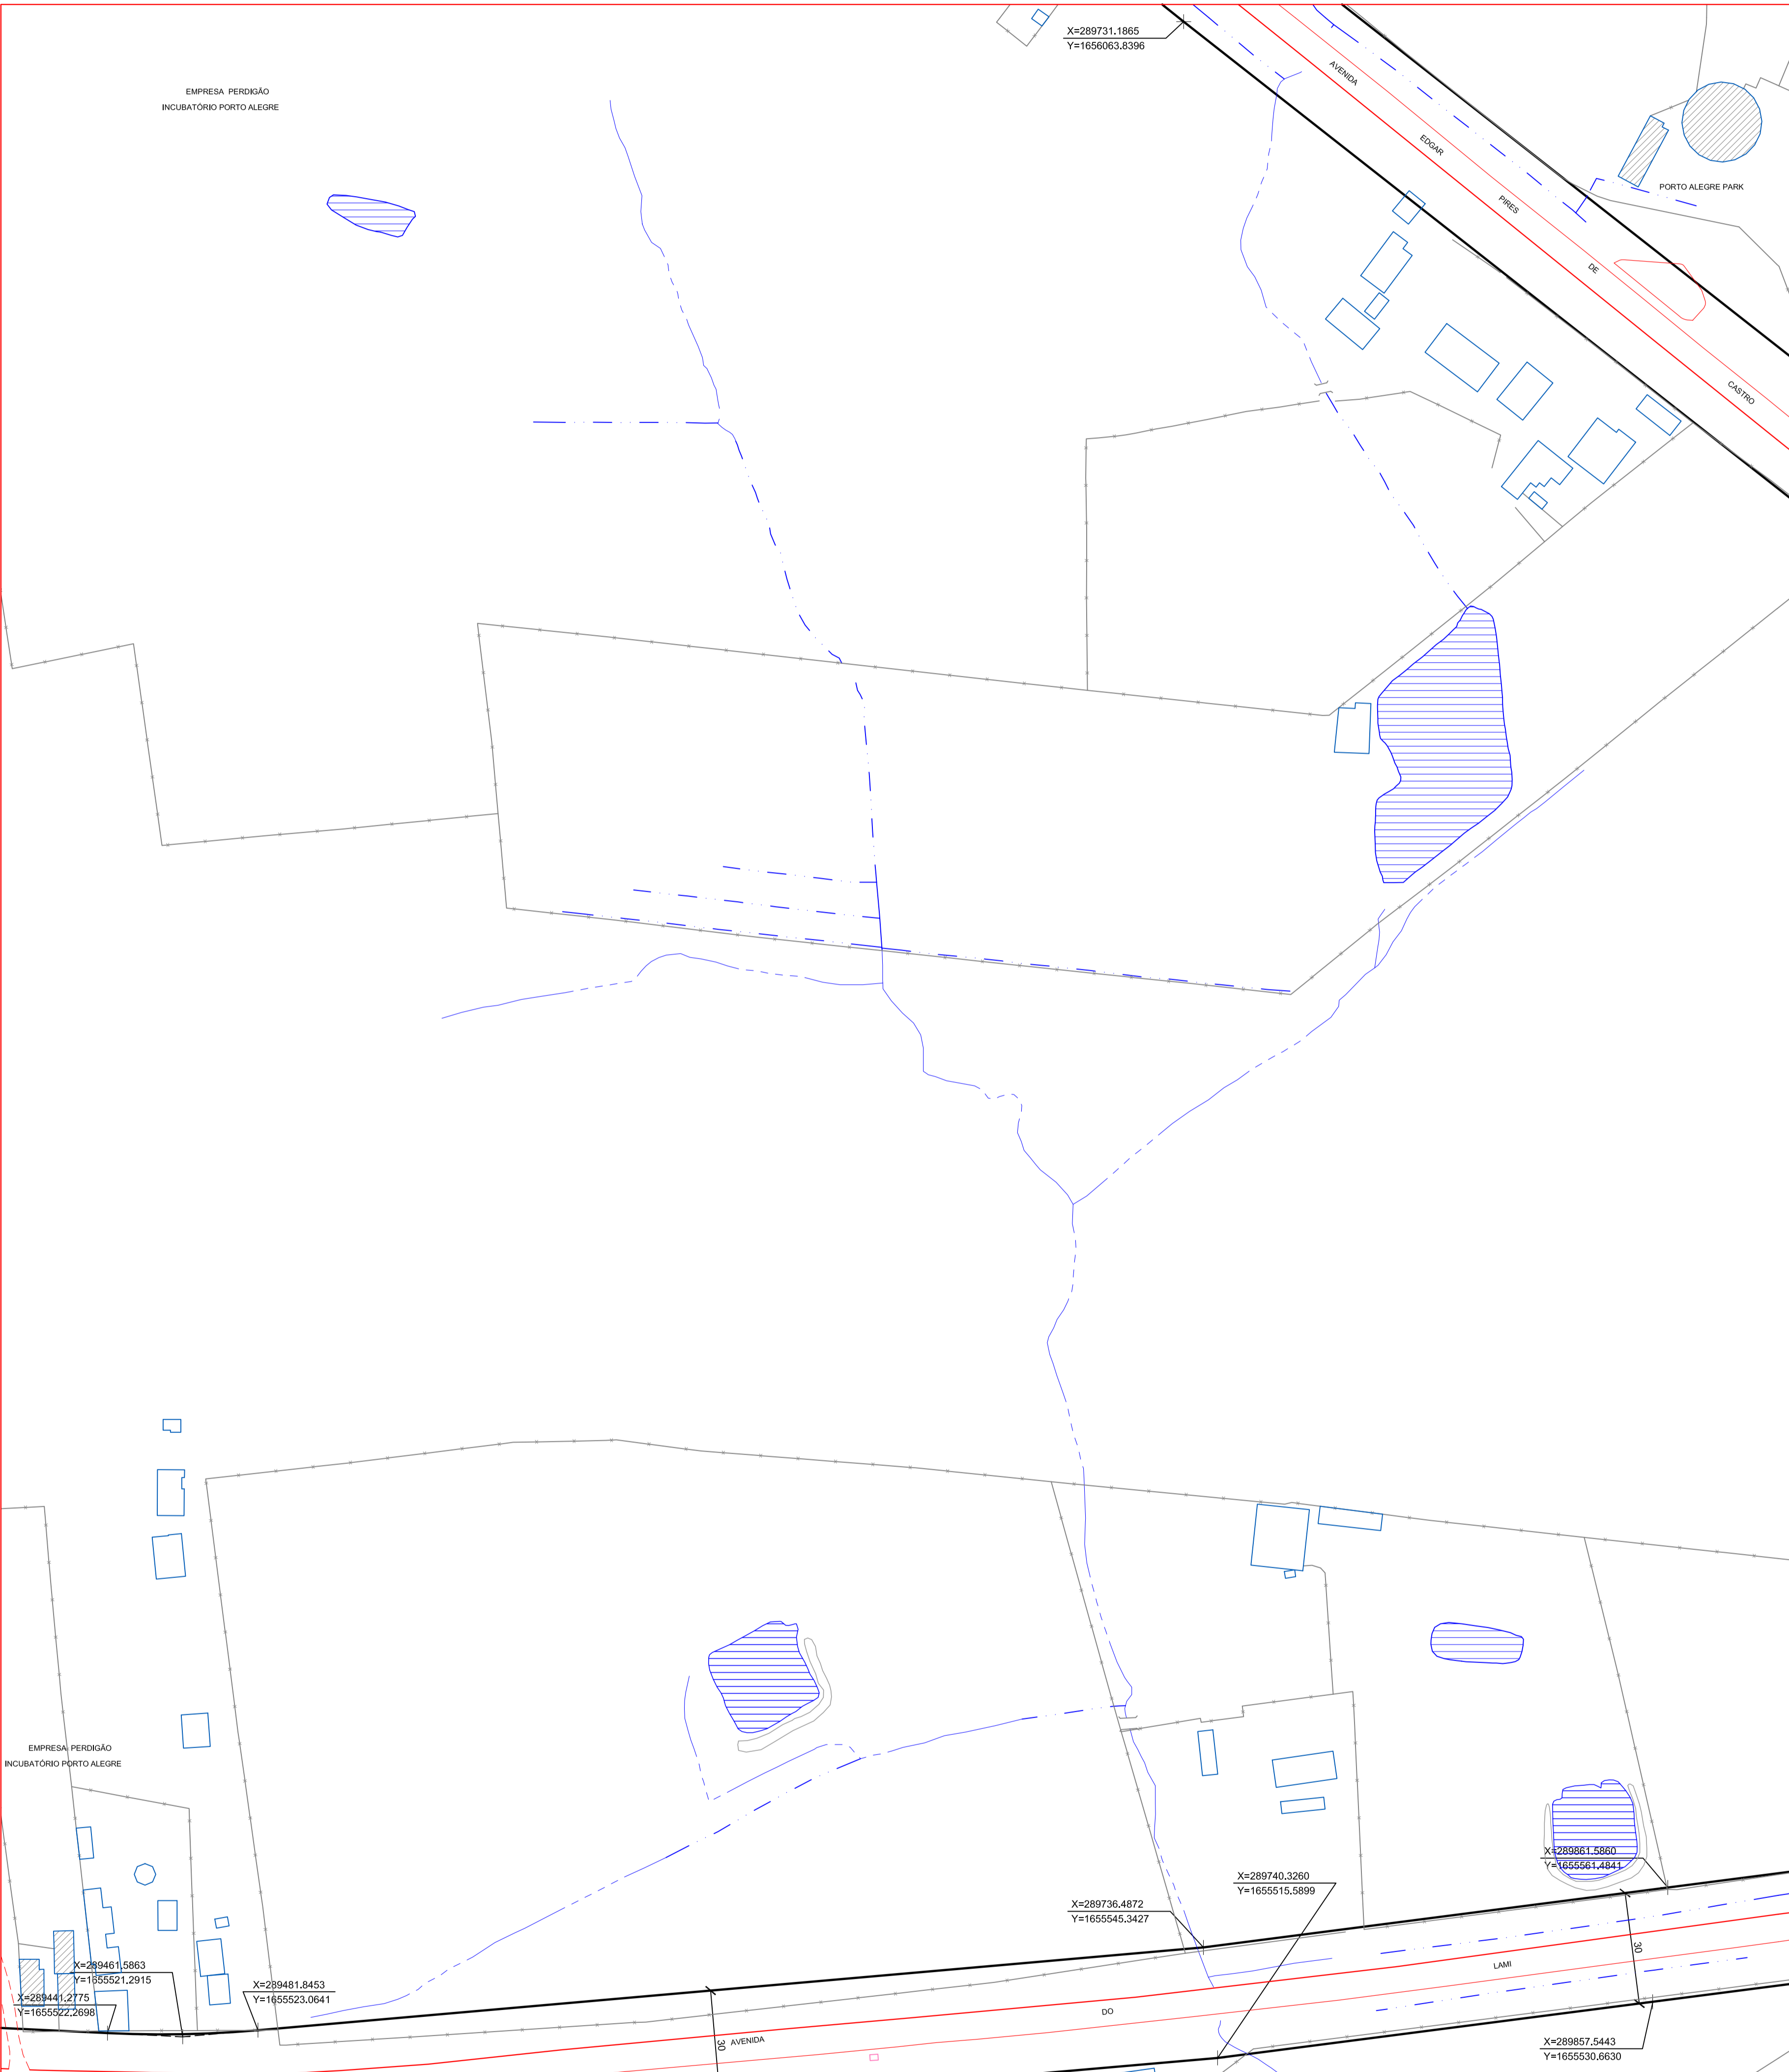 X=289731.1865
Y=1656063.8396
EMPRESA PERDIGÃO
INCUBATÓRIO PORTO ALEGRE
AVENIDA
EDGAR
PIRES
DE
CASTRO
PORTO ALEGRE PARK
EMPRESA PERDIGÃO
INCUBATÓRIO PORTO ALEGRE
X=289461.5863
Y=1655521.2915
X=289441.2775
Y=1655522.2698
X=289481.8453
Y=1655523.0641
X=289736.4872
Y=1655545.3427
X=289740.3260
Y=1655515.5899
X=289861.5860
Y=1655561.4841
30
AVENIDA
DO
LAMI
30
X=289857.5443
Y=1655530.6630